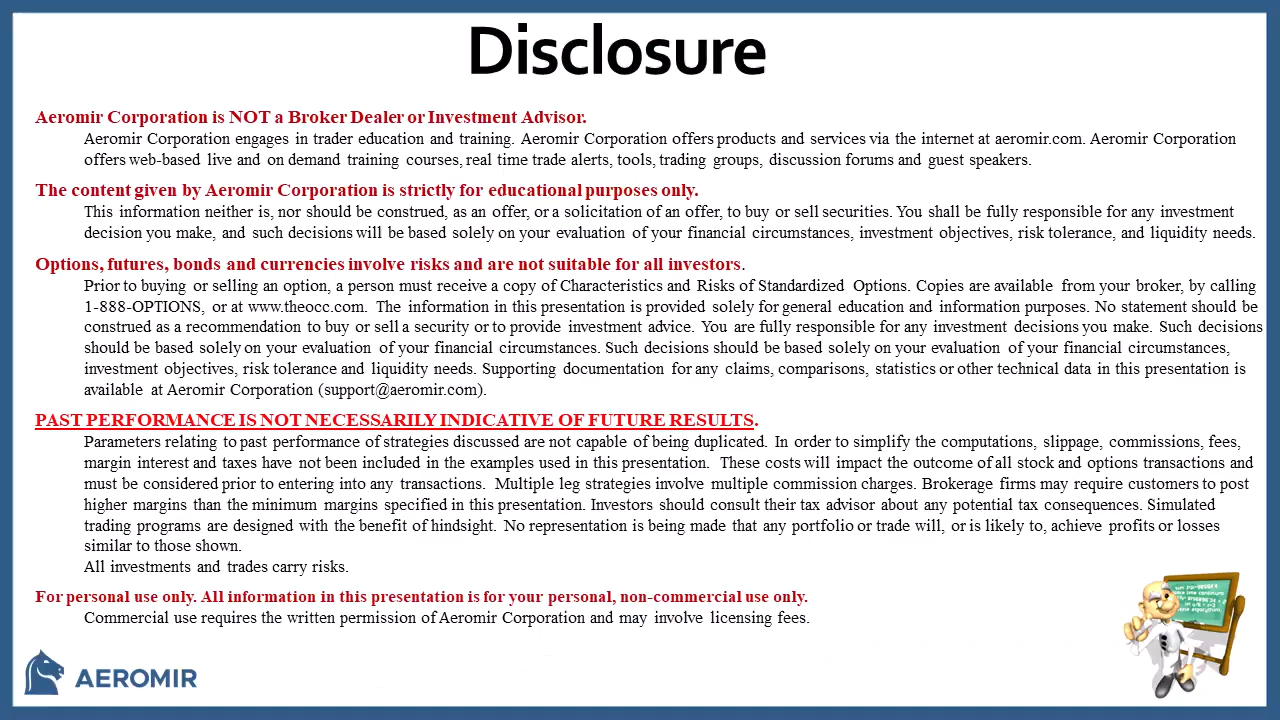 Disclosure
Aeromir Corporation is NOT a Broker Dealer or Investment Advisor.
Aeromir Corporation engages in trader education and training. Aeromir Corporation offers products and services via the internet at aeromir.com. Aeromir Corporation
offers web-based live and on demand training courses, real time trade alerts, tools, trading groups, discussion forums and guest speakers.
The content given by Aeromir Corporation is strictly for educational purposes only.
This information neither is, nor should be construed, as an offer, or a solicitation of an offer, to buy or sell securities. You shall be fully responsible for any investment
decision you make, and such decisions will be based solely on your evaluation of your financial circumstances, investment objectives, risk tolerance, and liquidity needs.
Options, futures, bonds and currencies involve risks and are not suitable for all investors.
Prior to buying or selling an option, a person must receive a copy of Characteristics and Risks of Standardized Options. Copies are available from your broker, by calling
1-888-OPTIONS, or at www.theocc.com. The information in this presentation is provided solely for general education and information purposes. No statement should be
construed as a recommendation to buy or sell a security or to provide investment advice. You are fully responsible for any investment decisions you make. Such decisions
should be based solely on your evaluation of your financial circumstances. Such decisions should be based solely on your evaluation of your financial circumstances,
investment objectives, risk tolerance and liquidity needs. Supporting documentation for any claims, comparisons, statistics or other technical data in this presentation is
available at Aeromir Corporation (support@aeromir.com).
PAST PERFORMANCE IS NOT NECESSARILY INDICATIVE OF FUTURE RESULTS.
Parameters relating to past performance of strategies discussed are not capable of being duplicated. In order to simplify the computations, slippage, commissions, fees,
margin interest and taxes have not been included in the examples used in this presentation. These costs will impact the outcome of all stock and options transactions and
must be considered prior to entering into any transactions. Multiple leg strategies involve multiple commission charges. Brokerage firms may require customers to post
higher margins than the minimum margins specified in this presentation. Investors should consult their tax advisor about any potential tax consequences. Simulated
trading programs are designed with the benefit of hindsight. No representation is being made that any portfolio or trade will, or is likely to, achieve profits or losses
similar to those shown.
All investments and trades carry risks.
For personal use only. All information in this presentation is for your personal, non-commercial use only.
Commercial use requires the written permission of Aeromir Corporation and may involve licensing fees.
AEROMIR